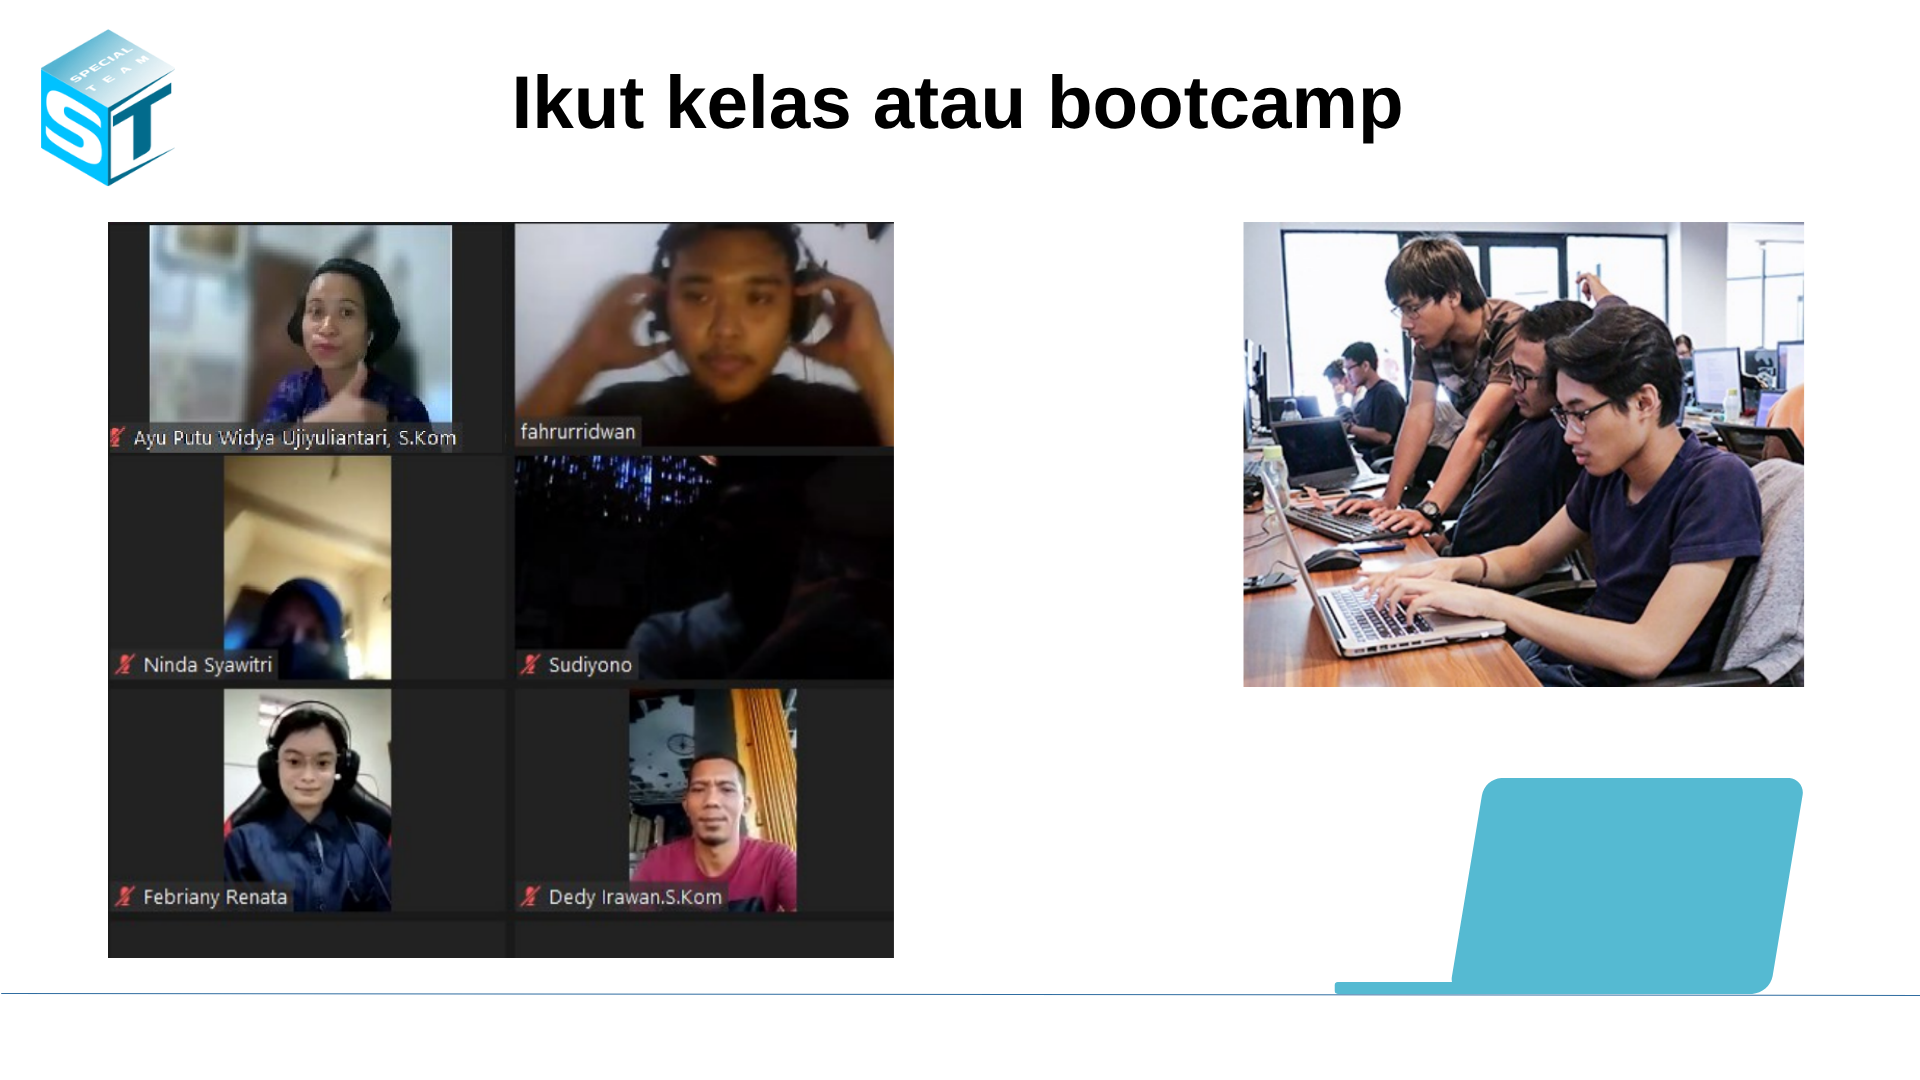 SPECIAL
TEAM
ST
Ikut kelas atau bootcamp
Ayu Putu Widya Ujiyuliantari, S.Kom
fahrurridwan
Ninda Syawitri
Sudiyono
Febriany Renata
Dedy Irawan.S.Kom